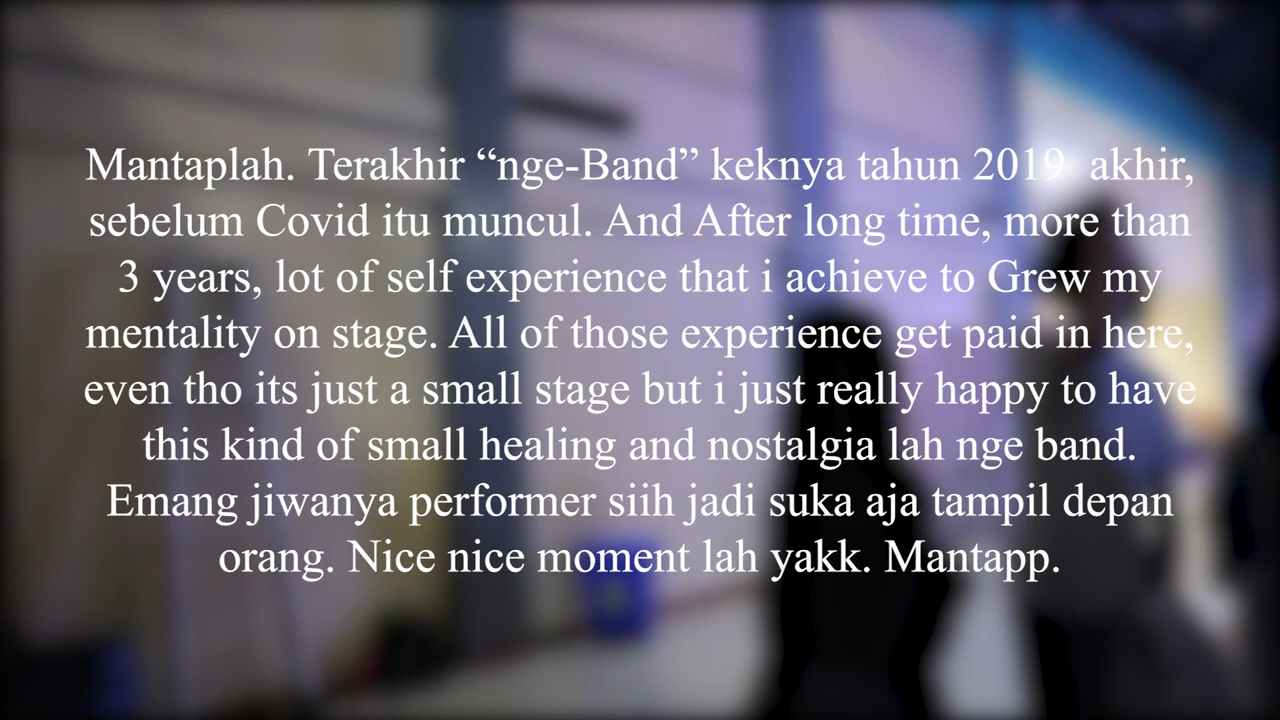 Mantaplah. Terakhir “nge-Band” keknya tahun 2019  akhir,
sebelum Covid itu muncul. And After long time, more than
3 years, lot of self experience that i achieve to Grew my
mentality on stage. All of those experience get paid in here,
even tho its just a small stage but i just really happy to have
this kind of small healing and nostalgia lah nge band.
Emang jiwanya performer siih jadi suka aja tampil depan
orang. Nice nice moment lah yakk. Mantapp.